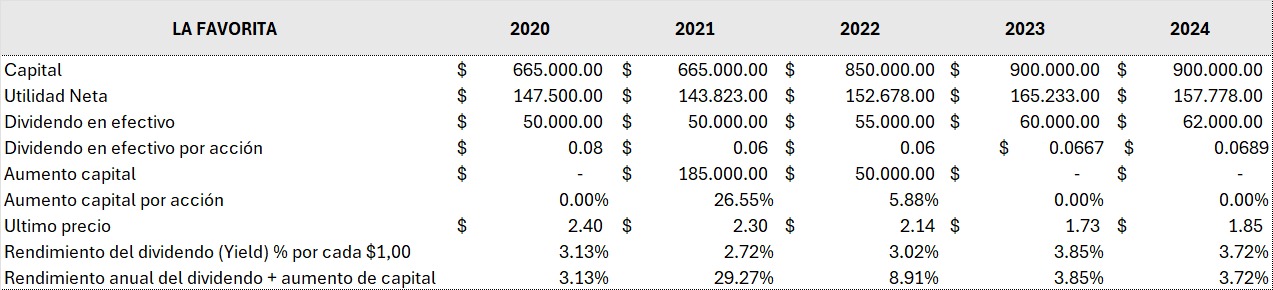 LA FAVORITA 2020 2021 2022 2023 2024
Capital $ 665.000.00 $ 665.000.00 $ 850.000.00 $ 900.000.00 $ 900.000.00
Utilidad Neta $ 147.500.00 $ 143.823.00 $ 152.678.00 $ 165.233.00 $ 157.778.00
Dividendo en efectivo $ 50.000.00 $ 50.000.00 $ 55.000.00 $ 60.000.00 $ 62.000.00
Dividendo en efectivo por acción $ 0.08 $ 0.06 $ 0.06 $ 0.0667 $ 0.0689
Aumento capital $ - $ 185.000.00 $ 50.000.00 $ - $ -
Aumento capital por acción 0.00% 26.55% 5.88% 0.00% 0.00%
Ultimo precio $ 2.40 $ 2.30 $ 2.14 $ 1.73 $ 1.85
Rendimiento del dividendo (Yield) % por cada $1,00 3.13% 2.72% 3.02% 3.85% 3.72%
Rendimiento anual del dividendo + aumento de capital 3.13% 29.27% 8.91% 3.85% 3.72%